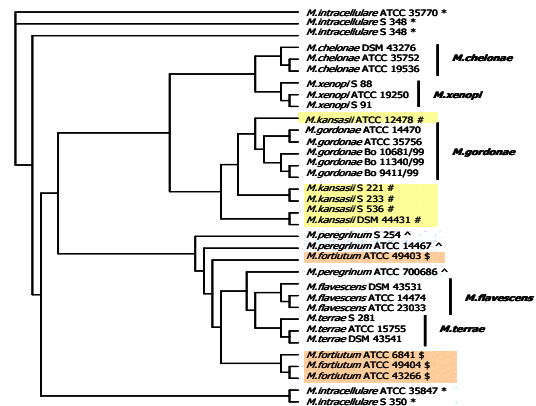 M.intracellulare ATCC 35770 *
M.intracellulare S 348 *
M.intracellulare S 348 *
M.chelonae DSM 43276
M.chelonae ATCC 35752
M.chelonae ATCC 19536
M.chelonae
M.xenopi S 88
M.xenopi ATCC 19250
M.xenopi S 91
M.xenopi
M.kansasii ATCC 12478 #
M.gordonae ATCC 14470
M.gordonae ATCC 35756
M.gordonae Bo 10681/99
M.gordonae Bo 11340/99
M.gordonae Bo 9411/99
M.gordonae
M.kansasii S 221 #
M.kansasii S 233 #
M.kansasii S 536 #
M.kansasii DSM 44431 #
M.peregrinum S 254 ^
M.peregrinum ATCC 14467 ^
M.fortiutum ATCC 49403 $
M.peregrinum ATCC 700686 ^
M.flavescens DSM 43531
M.flavescens ATCC 14474
M.flavescens ATCC 23033
M.flavescens
M.terrae S 281
M.terrae ATCC 15755
M.terrae DSM 43541
M.terrae
M.fortiutum ATCC 6841 $
M.fortiutum ATCC 49404 $
M.fortiutum ATCC 43266 $
M.intracellulare ATCC 35847 *
M.intracellulare S 350 *